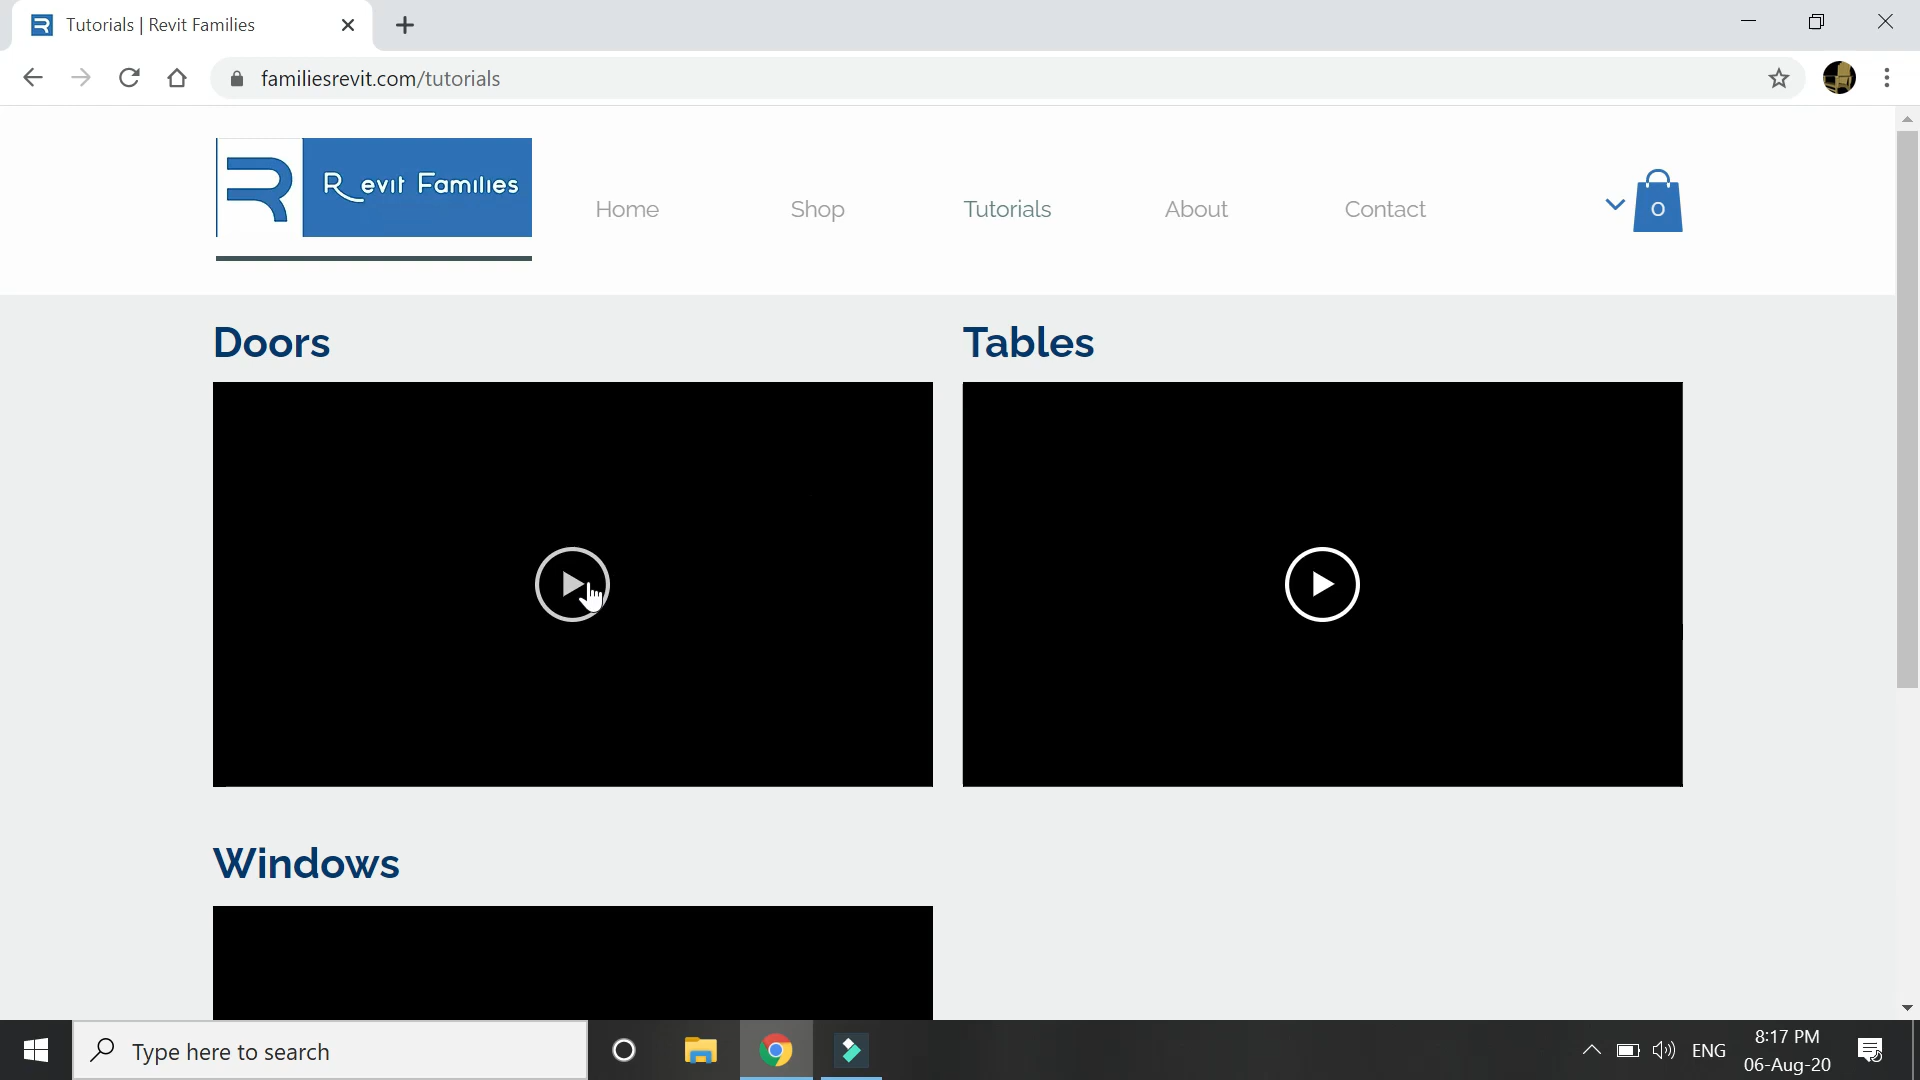 Tutorials | Revit Families
familiesrevit.com/tutorials
R Revit Families
Home Shop Tutorials About Contact
0
Doors Tables
Windows
Type here to search
ENG 8:17 PM
06-Aug-20